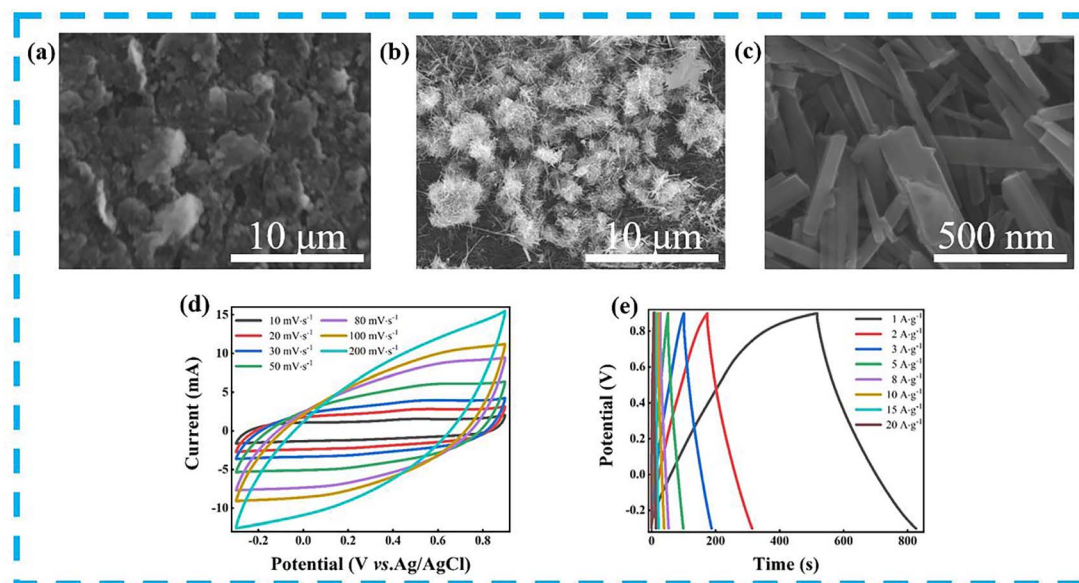 (a)
10 μm
(b)
10 μm
(c)
500 nm
(d)
15
10
5
0
-5
-10
Current (mA)
10 mV·s⁻¹
20 mV·s⁻¹
30 mV·s⁻¹
50 mV·s⁻¹
80 mV·s⁻¹
100 mV·s⁻¹
200 mV·s⁻¹
-0.2 0.0 0.2 0.4 0.6 0.8
Potential (V vs.Ag/AgCl)
(e)
0.8
0.6
0.4
0.2
0.0
-0.2
Potential (V)
1 A·g⁻¹
2 A·g⁻¹
3 A·g⁻¹
5 A·g⁻¹
8 A·g⁻¹
10 A·g⁻¹
15 A·g⁻¹
20 A·g⁻¹
0 200 400 600 800
Time (s)